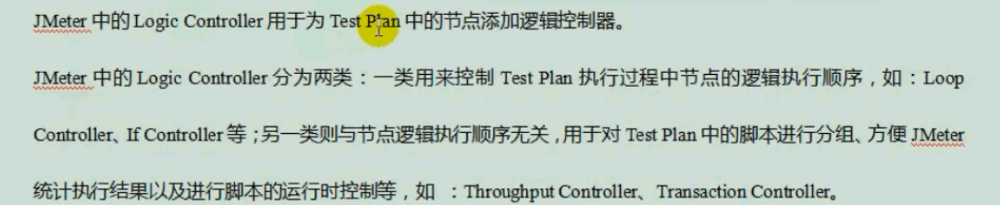 JMeter 中的 Logic Controller 用于为 Test Plan 中的节点添加逻辑控制器。
JMeter 中的 Logic Controller 分为两类：一类用来控制 Test Plan 执行过程中节点的逻辑执行顺序，如：Loop
Controller、If Controller 等；另一类则与节点逻辑执行顺序无关，用于对 Test Plan 中的脚本进行分组、方便 JMeter
统计执行结果以及进行脚本的运行时控制等，如 ：Throughput Controller、Transaction Controller。